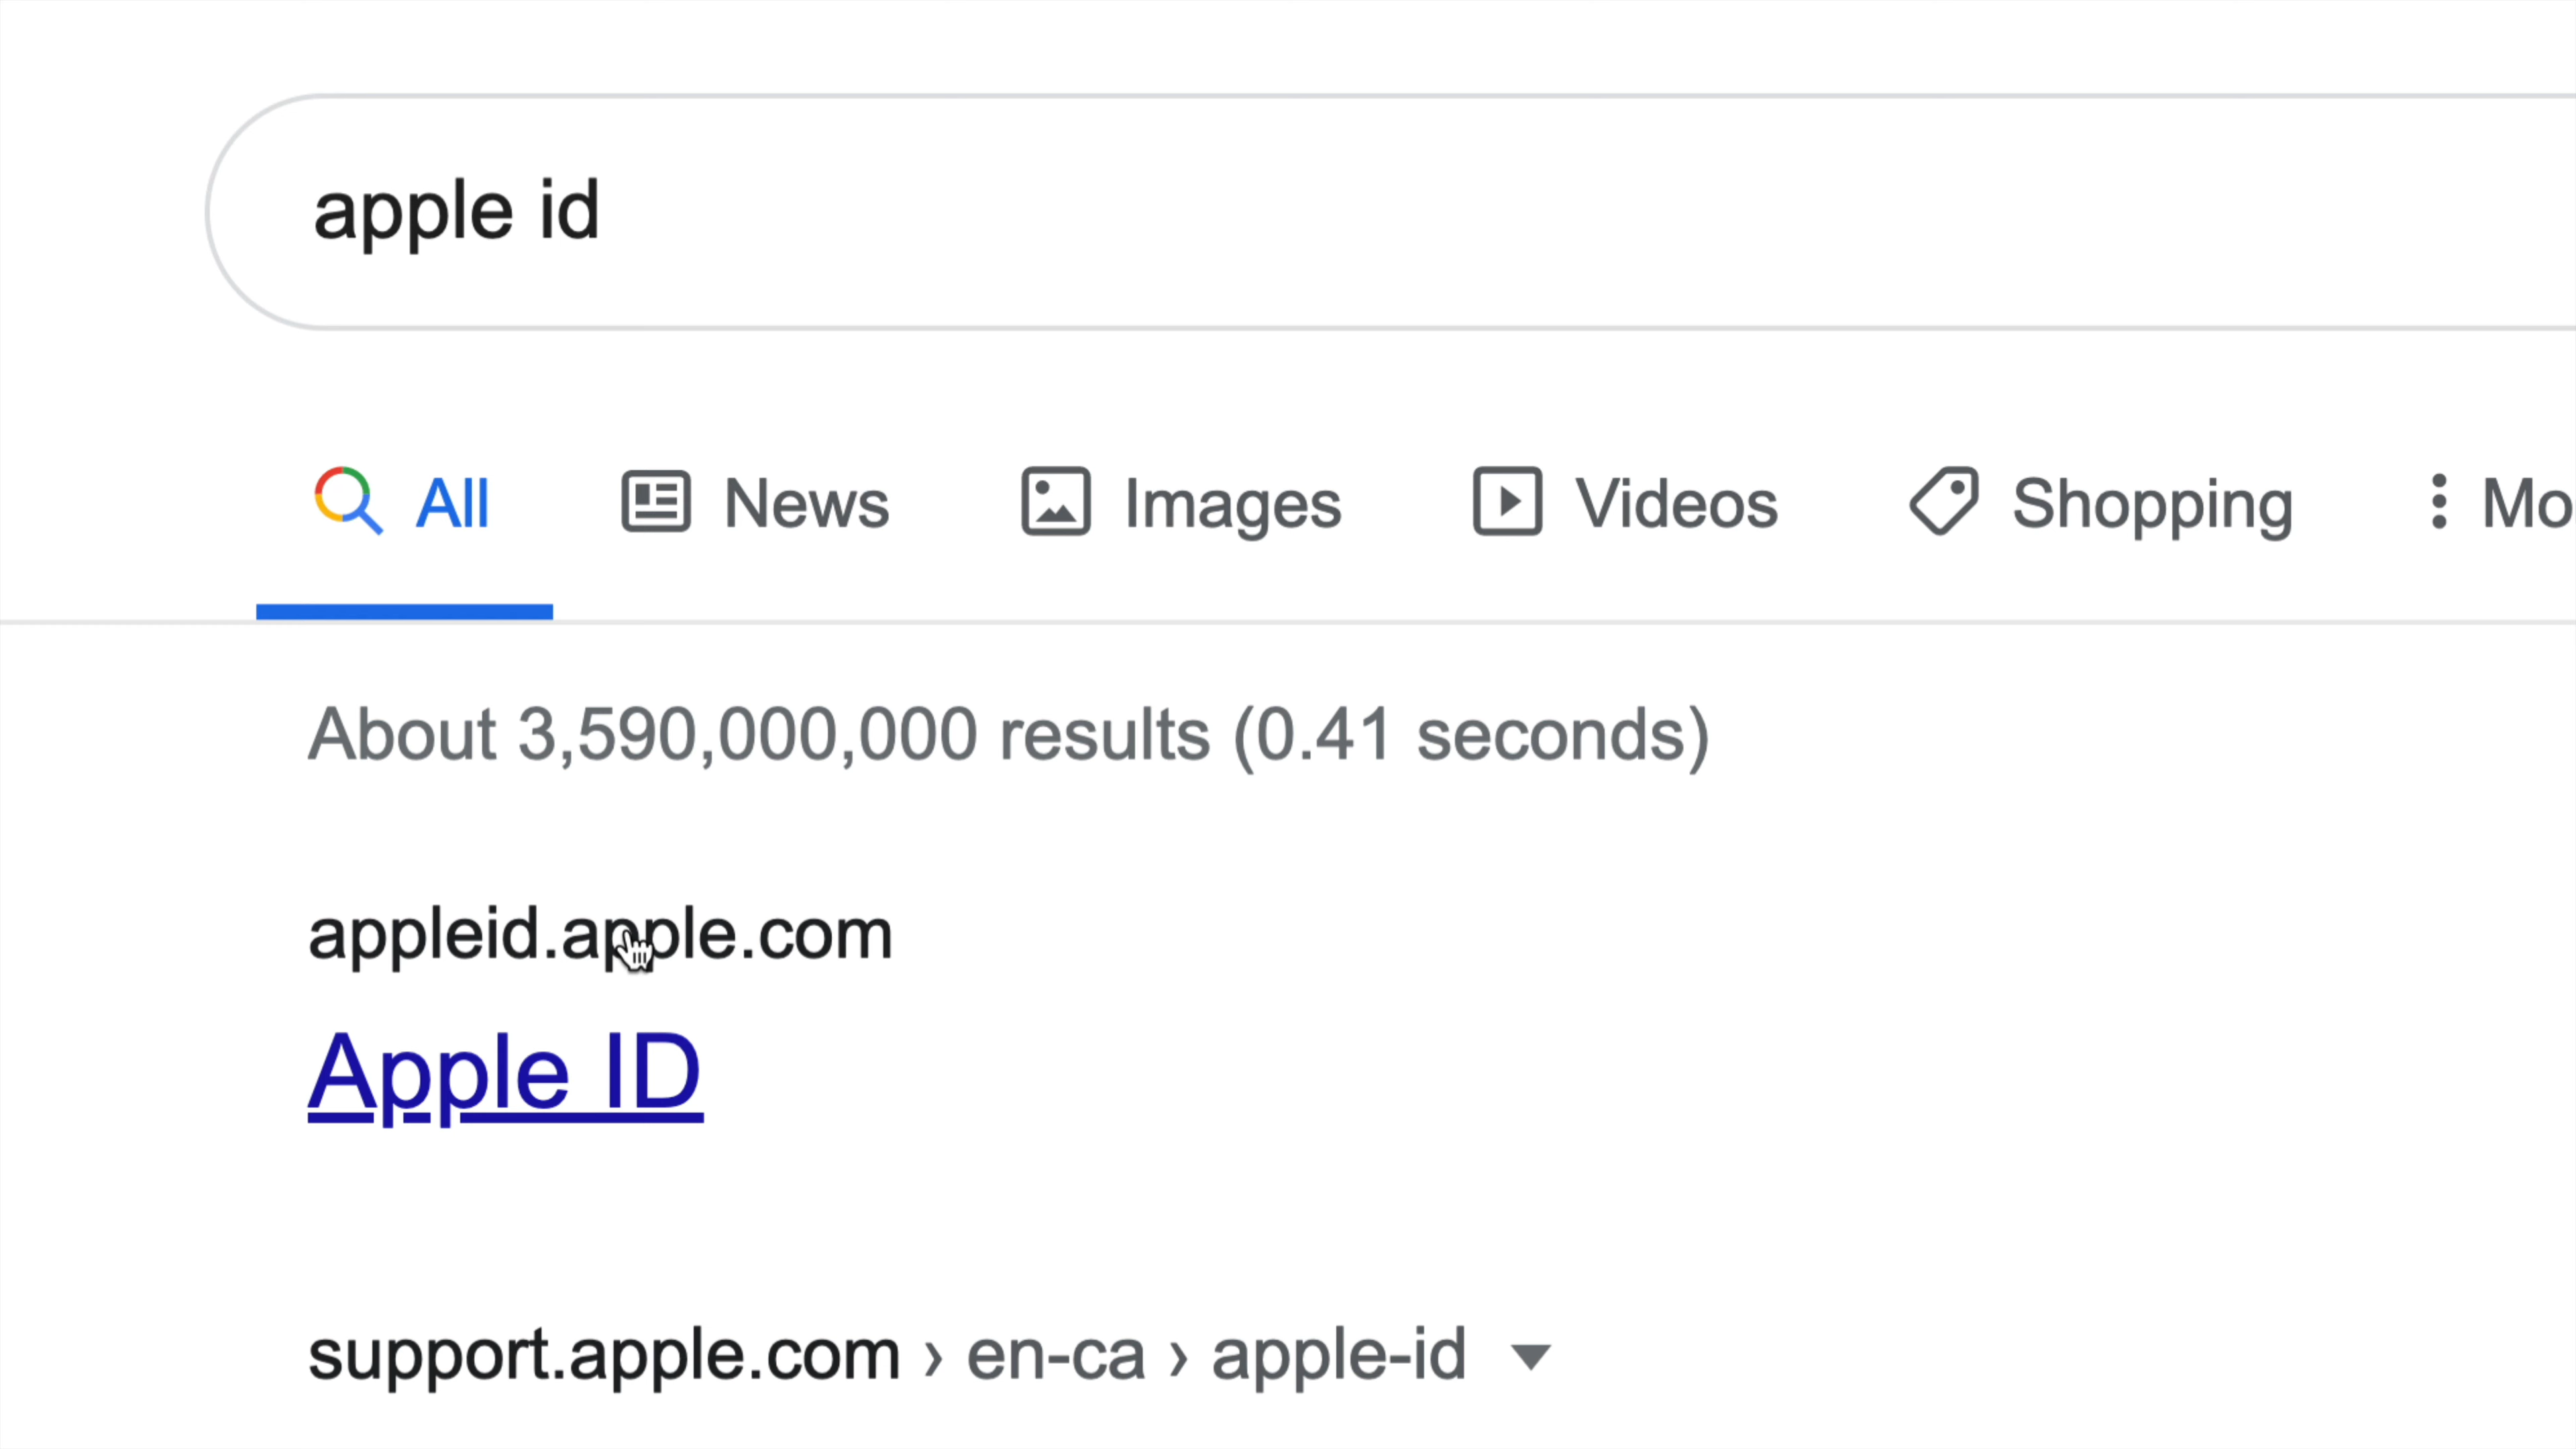 apple id
All News Images Videos Shopping Mo
About 3,590,000,000 results (0.41 seconds)
appleid.apple.com
Apple ID
support.apple.com › en-ca › apple-id